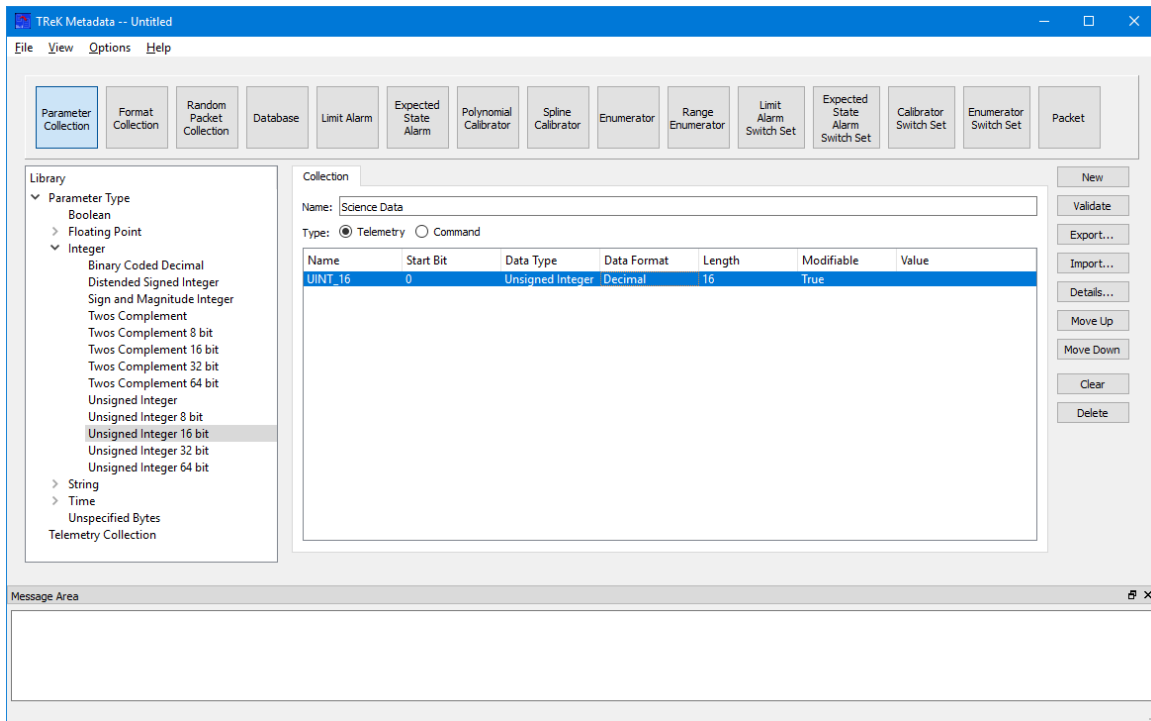 TReK Metadata -- Untitled
File View Options Help
Parameter Collection
Format Collection
Random Packet Collection
Database
Limit Alarm
Expected State Alarm
Polynomial Calibrator
Spline Calibrator
Enumerator
Range Enumerator
Limit Alarm Switch Set
Expected State Alarm Switch Set
Calibrator Switch Set
Enumerator Switch Set
Packet
Library
Parameter Type
Boolean
Floating Point
Integer
Binary Coded Decimal
Distended Signed Integer
Sign and Magnitude Integer
Twos Complement
Twos Complement 8 bit
Twos Complement 16 bit
Twos Complement 32 bit
Twos Complement 64 bit
Unsigned Integer
Unsigned Integer 8 bit
Unsigned Integer 16 bit
Unsigned Integer 32 bit
Unsigned Integer 64 bit
String
Time
Unspecified Bytes
Telemetry Collection
Collection
Name: Science Data
Type: Telemetry Command
Name Start Bit Data Type Data Format Length Modifiable Value
UINT_16 0 Unsigned Integer Decimal 16 True
New
Validate
Export...
Import...
Details...
Move Up
Move Down
Clear
Delete
Message Area